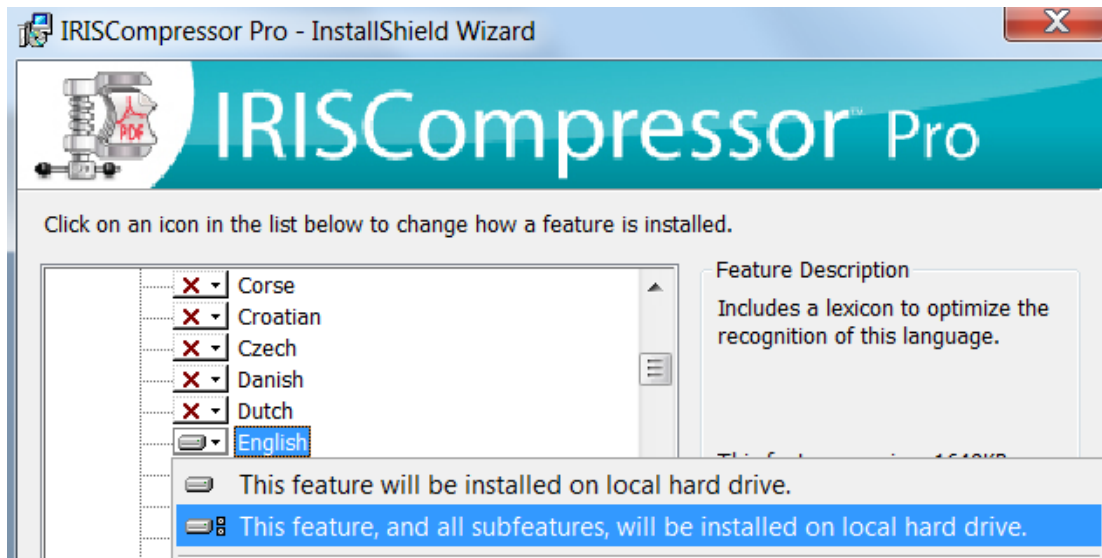 IRISCompressor Pro - InstallShield Wizard
PDF
IRISCompressor™ Pro
Click on an icon in the list below to change how a feature is installed.
Corse
Croatian
Czech
Danish
Dutch
English
Feature Description
Includes a lexicon to optimize the
recognition of this language.
This feature will be installed on local hard drive.
This feature, and all subfeatures, will be installed on local hard drive.